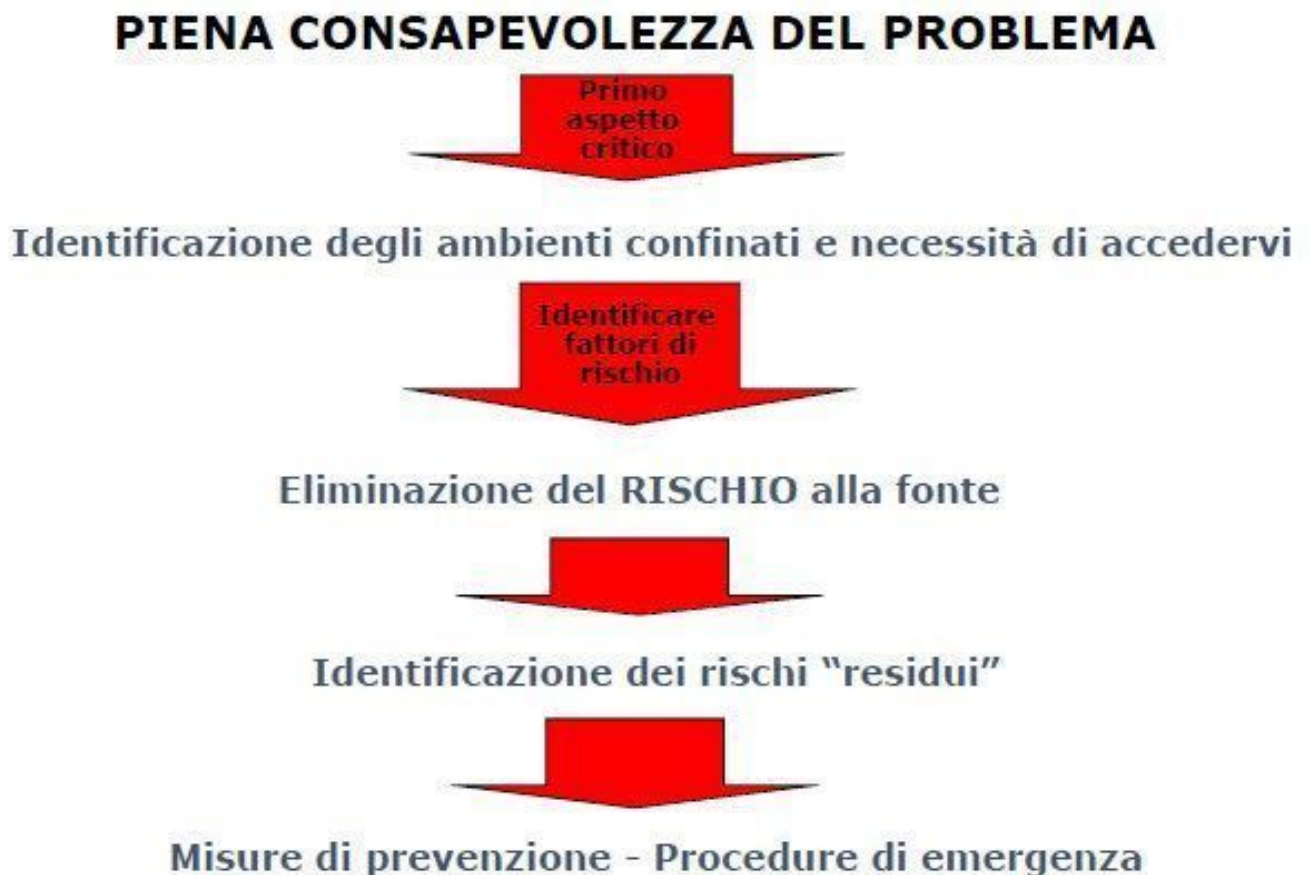 PIENA CONSAPEVOLEZZA DEL PROBLEMA
Primo
aspetto
critico
Identificazione degli ambienti confinati e necessità di accedervi
Identificare
fattori di
rischio
Eliminazione del RISCHIO alla fonte
Identificazione dei rischi “residui”
Misure di prevenzione - Procedure di emergenza